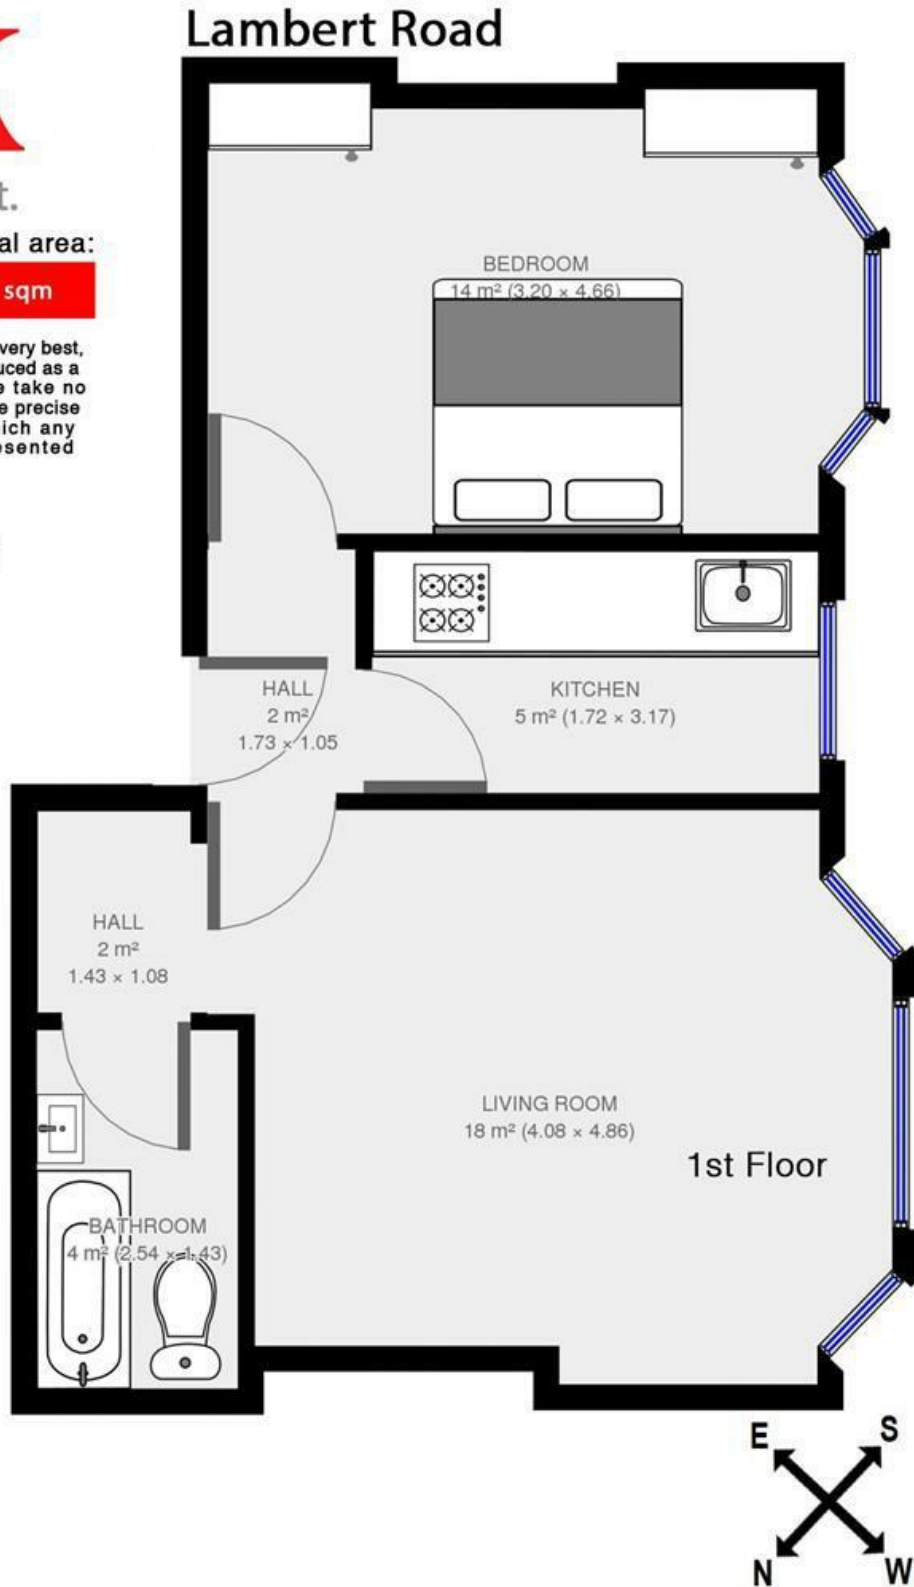 Lambert Road
t.
al area:
sqm
very best,
uced as a
e take no
e precise
ich any
esented
BEDROOM
14 m² (3.20 × 4.66)
HALL
2 m²
1.73 × 1.05
KITCHEN
5 m² (1.72 × 3.17)
HALL
2 m²
1.43 × 1.08
LIVING ROOM
18 m² (4.08 × 4.86)
1st Floor
BATHROOM
4 m² (2.54 × 1.43)
E S
N W